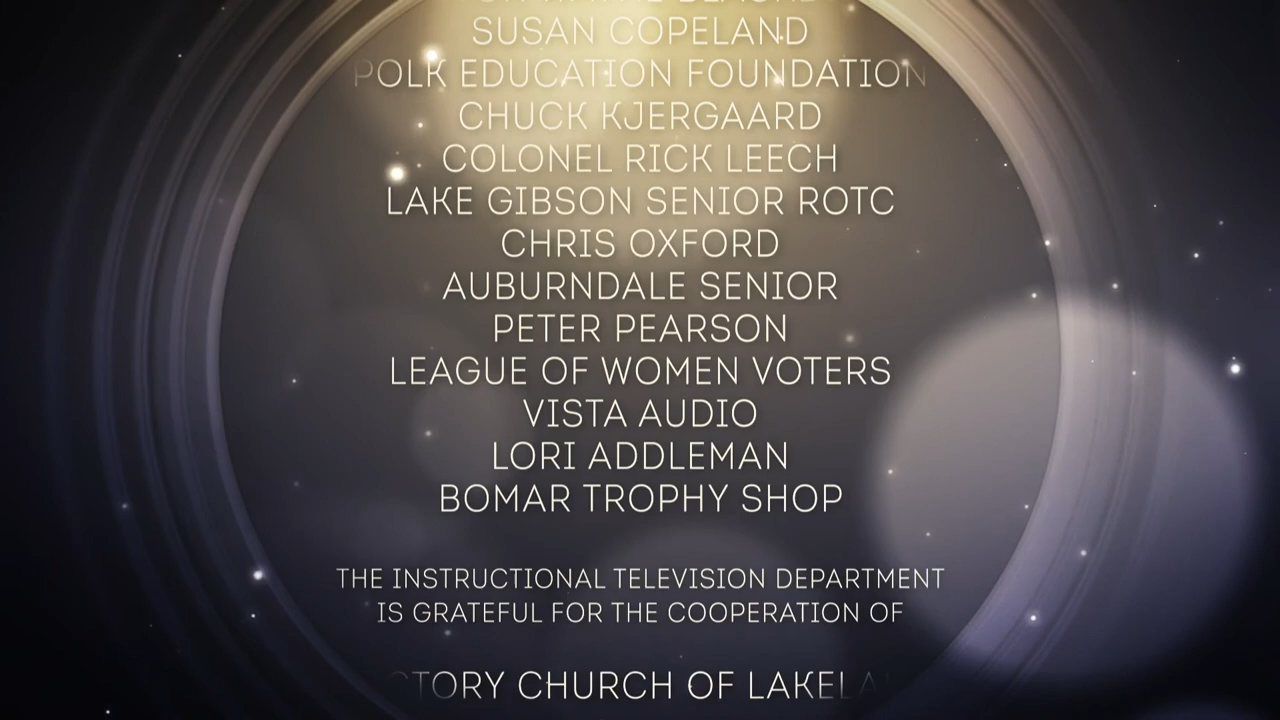 SUSAN COPELAND
POLK EDUCATION FOUNDATION
CHUCK KJERGAARD
COLONEL RICK LEECH
LAKE GIBSON SENIOR ROTC
CHRIS OXFORD
AUBURNDALE SENIOR
PETER PEARSON
LEAGUE OF WOMEN VOTERS
VISTA AUDIO
LORI ADDLEMAN
BOMAR TROPHY SHOP
THE INSTRUCTIONAL TELEVISION DEPARTMENT
IS GRATEFUL FOR THE COOPERATION OF
CHURCH OF